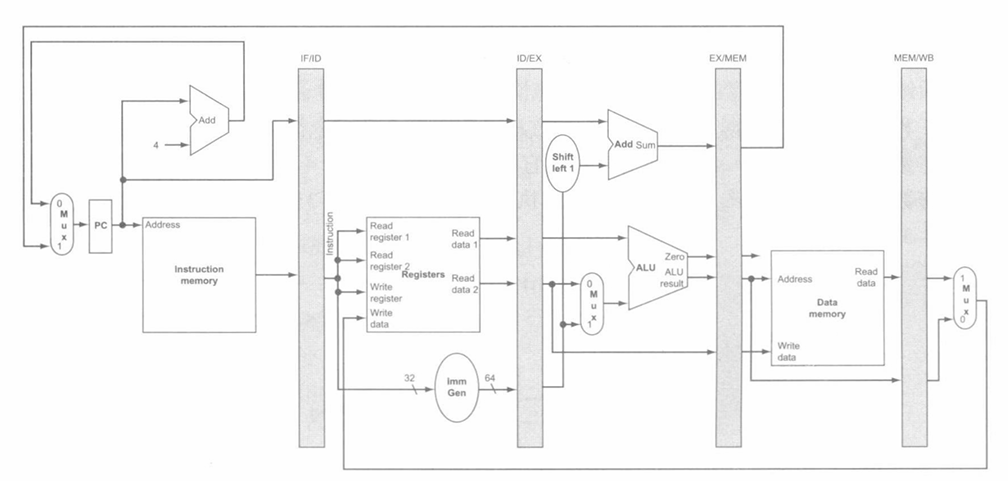 IF/ID
ID/EX
EX/MEM
MEM/WB
Add
4
0
M
u
x
1
PC
Address
Instruction
memory
Instruction
Read
register 1
Read
register 2
Write
register
Write
data
Registers
Read
data 1
Read
data 2
32
Imm
Gen
64
Shift
left 1
Add Sum
0
M
u
x
1
ALU
Zero
ALU
result
Address
Read
data
Data
memory
Write
data
1
M
u
x
0